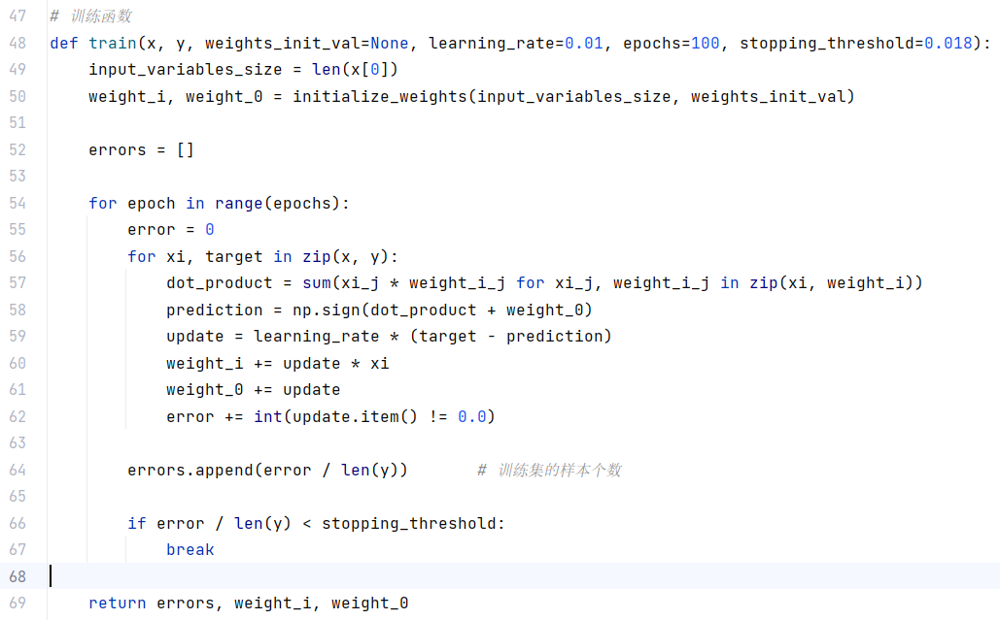 47 # 训练函数
48 def train(x, y, weights_init_val=None, learning_rate=0.01, epochs=100, stopping_threshold=0.018):
49     input_variables_size = len(x[0])
50     weight_i, weight_0 = initialize_weights(input_variables_size, weights_init_val)
51
52     errors = []
53
54     for epoch in range(epochs):
55         error = 0
56         for xi, target in zip(x, y):
57             dot_product = sum(xi_j * weight_i_j for xi_j, weight_i_j in zip(xi, weight_i))
58             prediction = np.sign(dot_product + weight_0)
59             update = learning_rate * (target - prediction)
60             weight_i += update * xi
61             weight_0 += update
62             error += int(update.item() != 0.0)
63
64         errors.append(error / len(y))       # 训练集的样本个数
65
66         if error / len(y) < stopping_threshold:
67             break
68
69     return errors, weight_i, weight_0